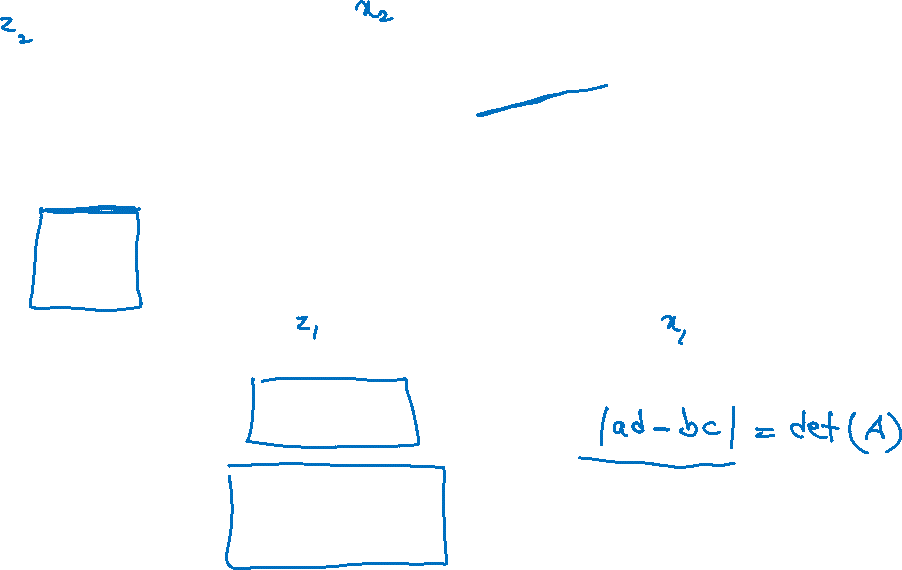 z₂
x₂
z₁
x₁
|ad - bc| = det(A)